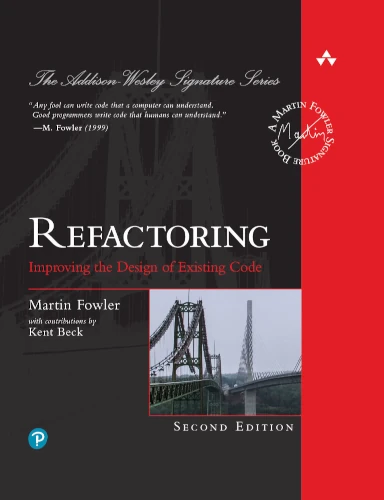 The Addison-Wesley Signature Series
"Any fool can write code that a computer can understand.
Good programmers write code that humans can understand."
—M. Fowler (1999)
A MARTIN FOWLER SIGNATURE BOOK
Martin
REFACTORING
Improving the Design of Existing Code
Martin Fowler
with contributions by
Kent Beck
P
SECOND EDITION